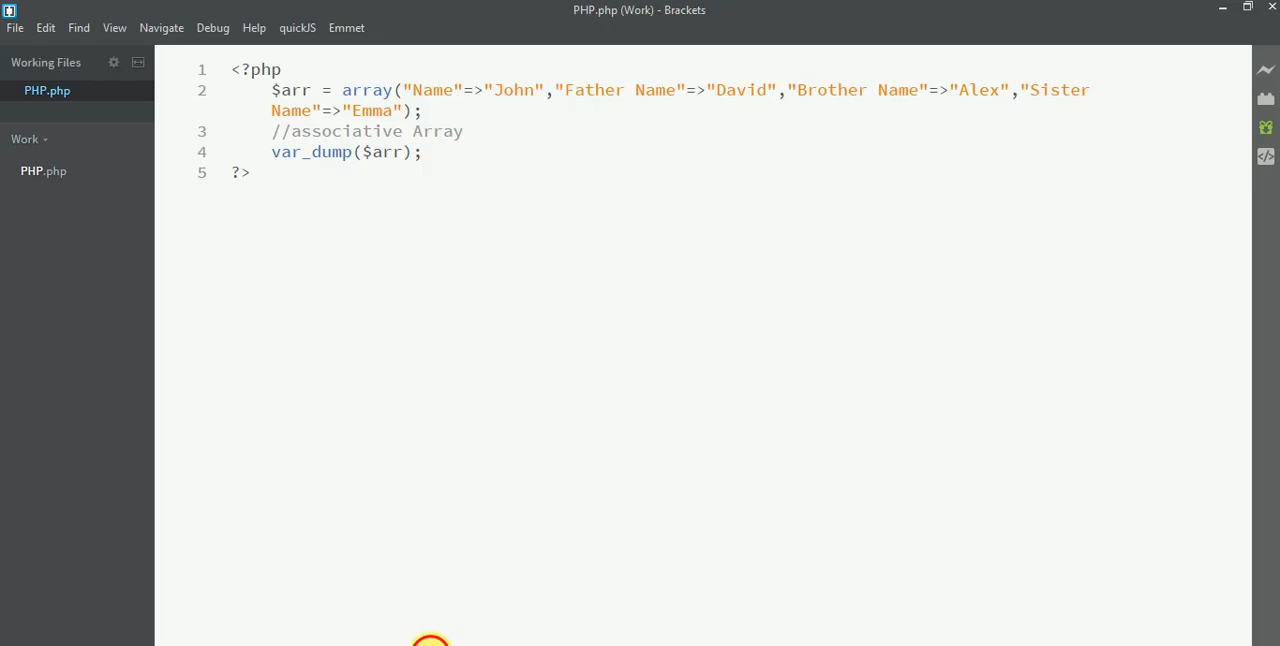 PHP.php (Work) - Brackets
File Edit Find View Navigate Debug Help quickJS Emmet
Working Files
PHP.php
Work
PHP.php
1 <?php
2 $arr = array("Name"=>"John","Father Name"=>"David","Brother Name"=>"Alex","Sister
Name"=>"Emma");
3 //associative Array
4 var_dump($arr);
5 ?>